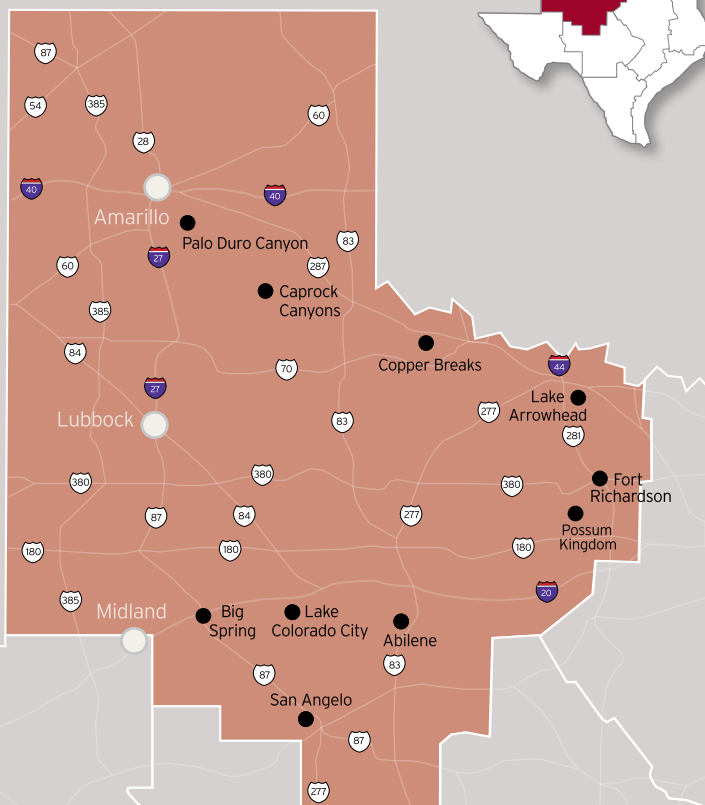 87
54
385
60
28
40
40
Amarillo
Palo Duro Canyon
83
27
60
287
Caprock
Canyons
385
84
Copper Breaks
70
44
27
Lake
Arrowhead
277
Lubbock
83
281
380
380
Fort
Richardson
380
87
84
277
Possum
Kingdom
180
180
180
20
385
Midland
Big
Spring
Lake
Colorado City
Abilene
83
87
San Angelo
87
277